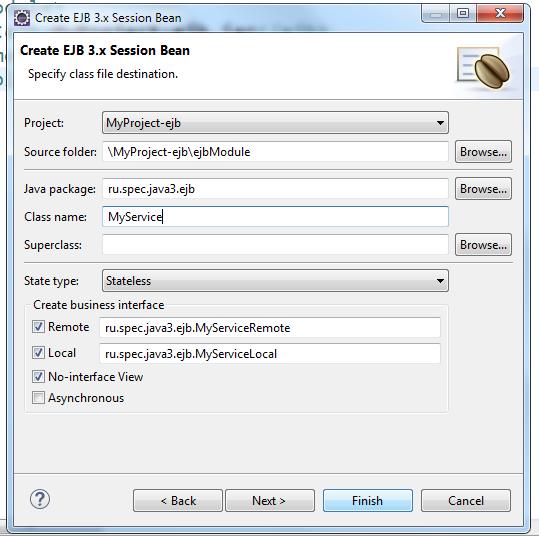 Create EJB 3.x Session Bean
Create EJB 3.x Session Bean
Specify class file destination.
Project: MyProject-ejb
Source folder: \MyProject-ejb\ejbModule Browse...
Java package: ru.spec.java3.ejb Browse...
Class name: MyService
Superclass: Browse...
State type: Stateless
Create business interface
Remote ru.spec.java3.ejb.MyServiceRemote
Local ru.spec.java3.ejb.MyServiceLocal
No-interface View
Asynchronous
? < Back Next > Finish Cancel